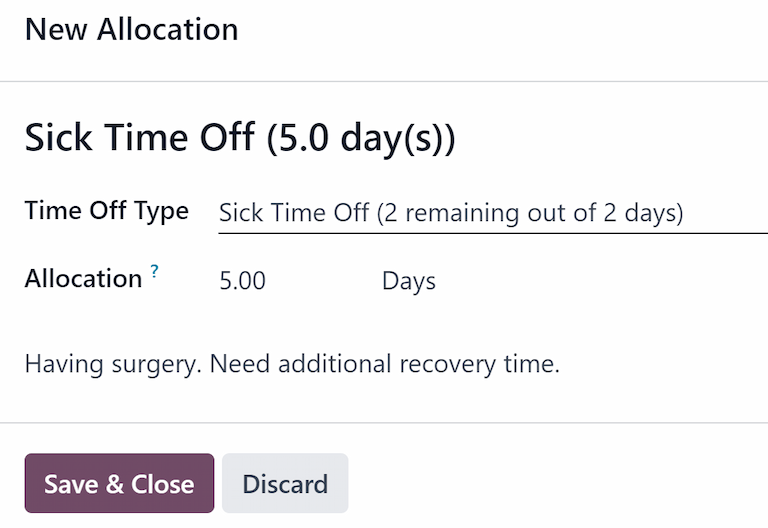 New Allocation
Sick Time Off (5.0 day(s))
Time Off Type Sick Time Off (2 remaining out of 2 days)
Allocation ? 5.00 Days
Having surgery. Need additional recovery time.
Save & Close Discard